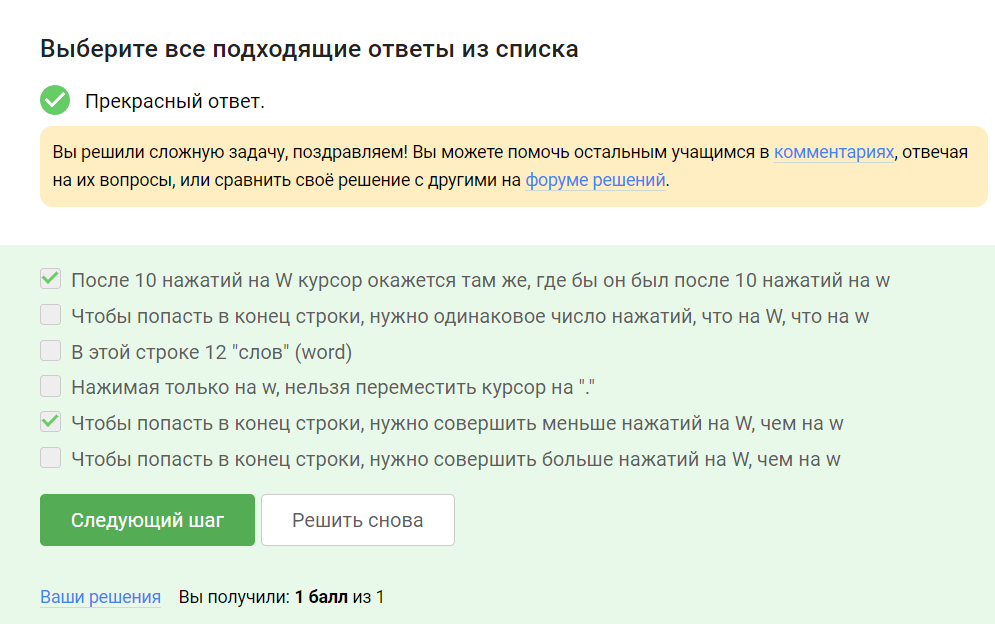 Выберите все подходящие ответы из списка
Прекрасный ответ.
Вы решили сложную задачу, поздравляем! Вы можете помочь остальным учащимся в комментариях, отвечая
на их вопросы, или сравнить своё решение с другими на форуме решений.
После 10 нажатий на W курсор окажется там же, где бы он был после 10 нажатий на w
Чтобы попасть в конец строки, нужно одинаковое число нажатий, что на W, что на w
В этой строке 12 "слов" (word)
Нажимая только на w, нельзя переместить курсор на "."
Чтобы попасть в конец строки, нужно совершить меньше нажатий на W, чем на w
Чтобы попасть в конец строки, нужно совершить больше нажатий на W, чем на w
Следующий шаг Решить снова
Ваши решения Вы получили: 1 балл из 1